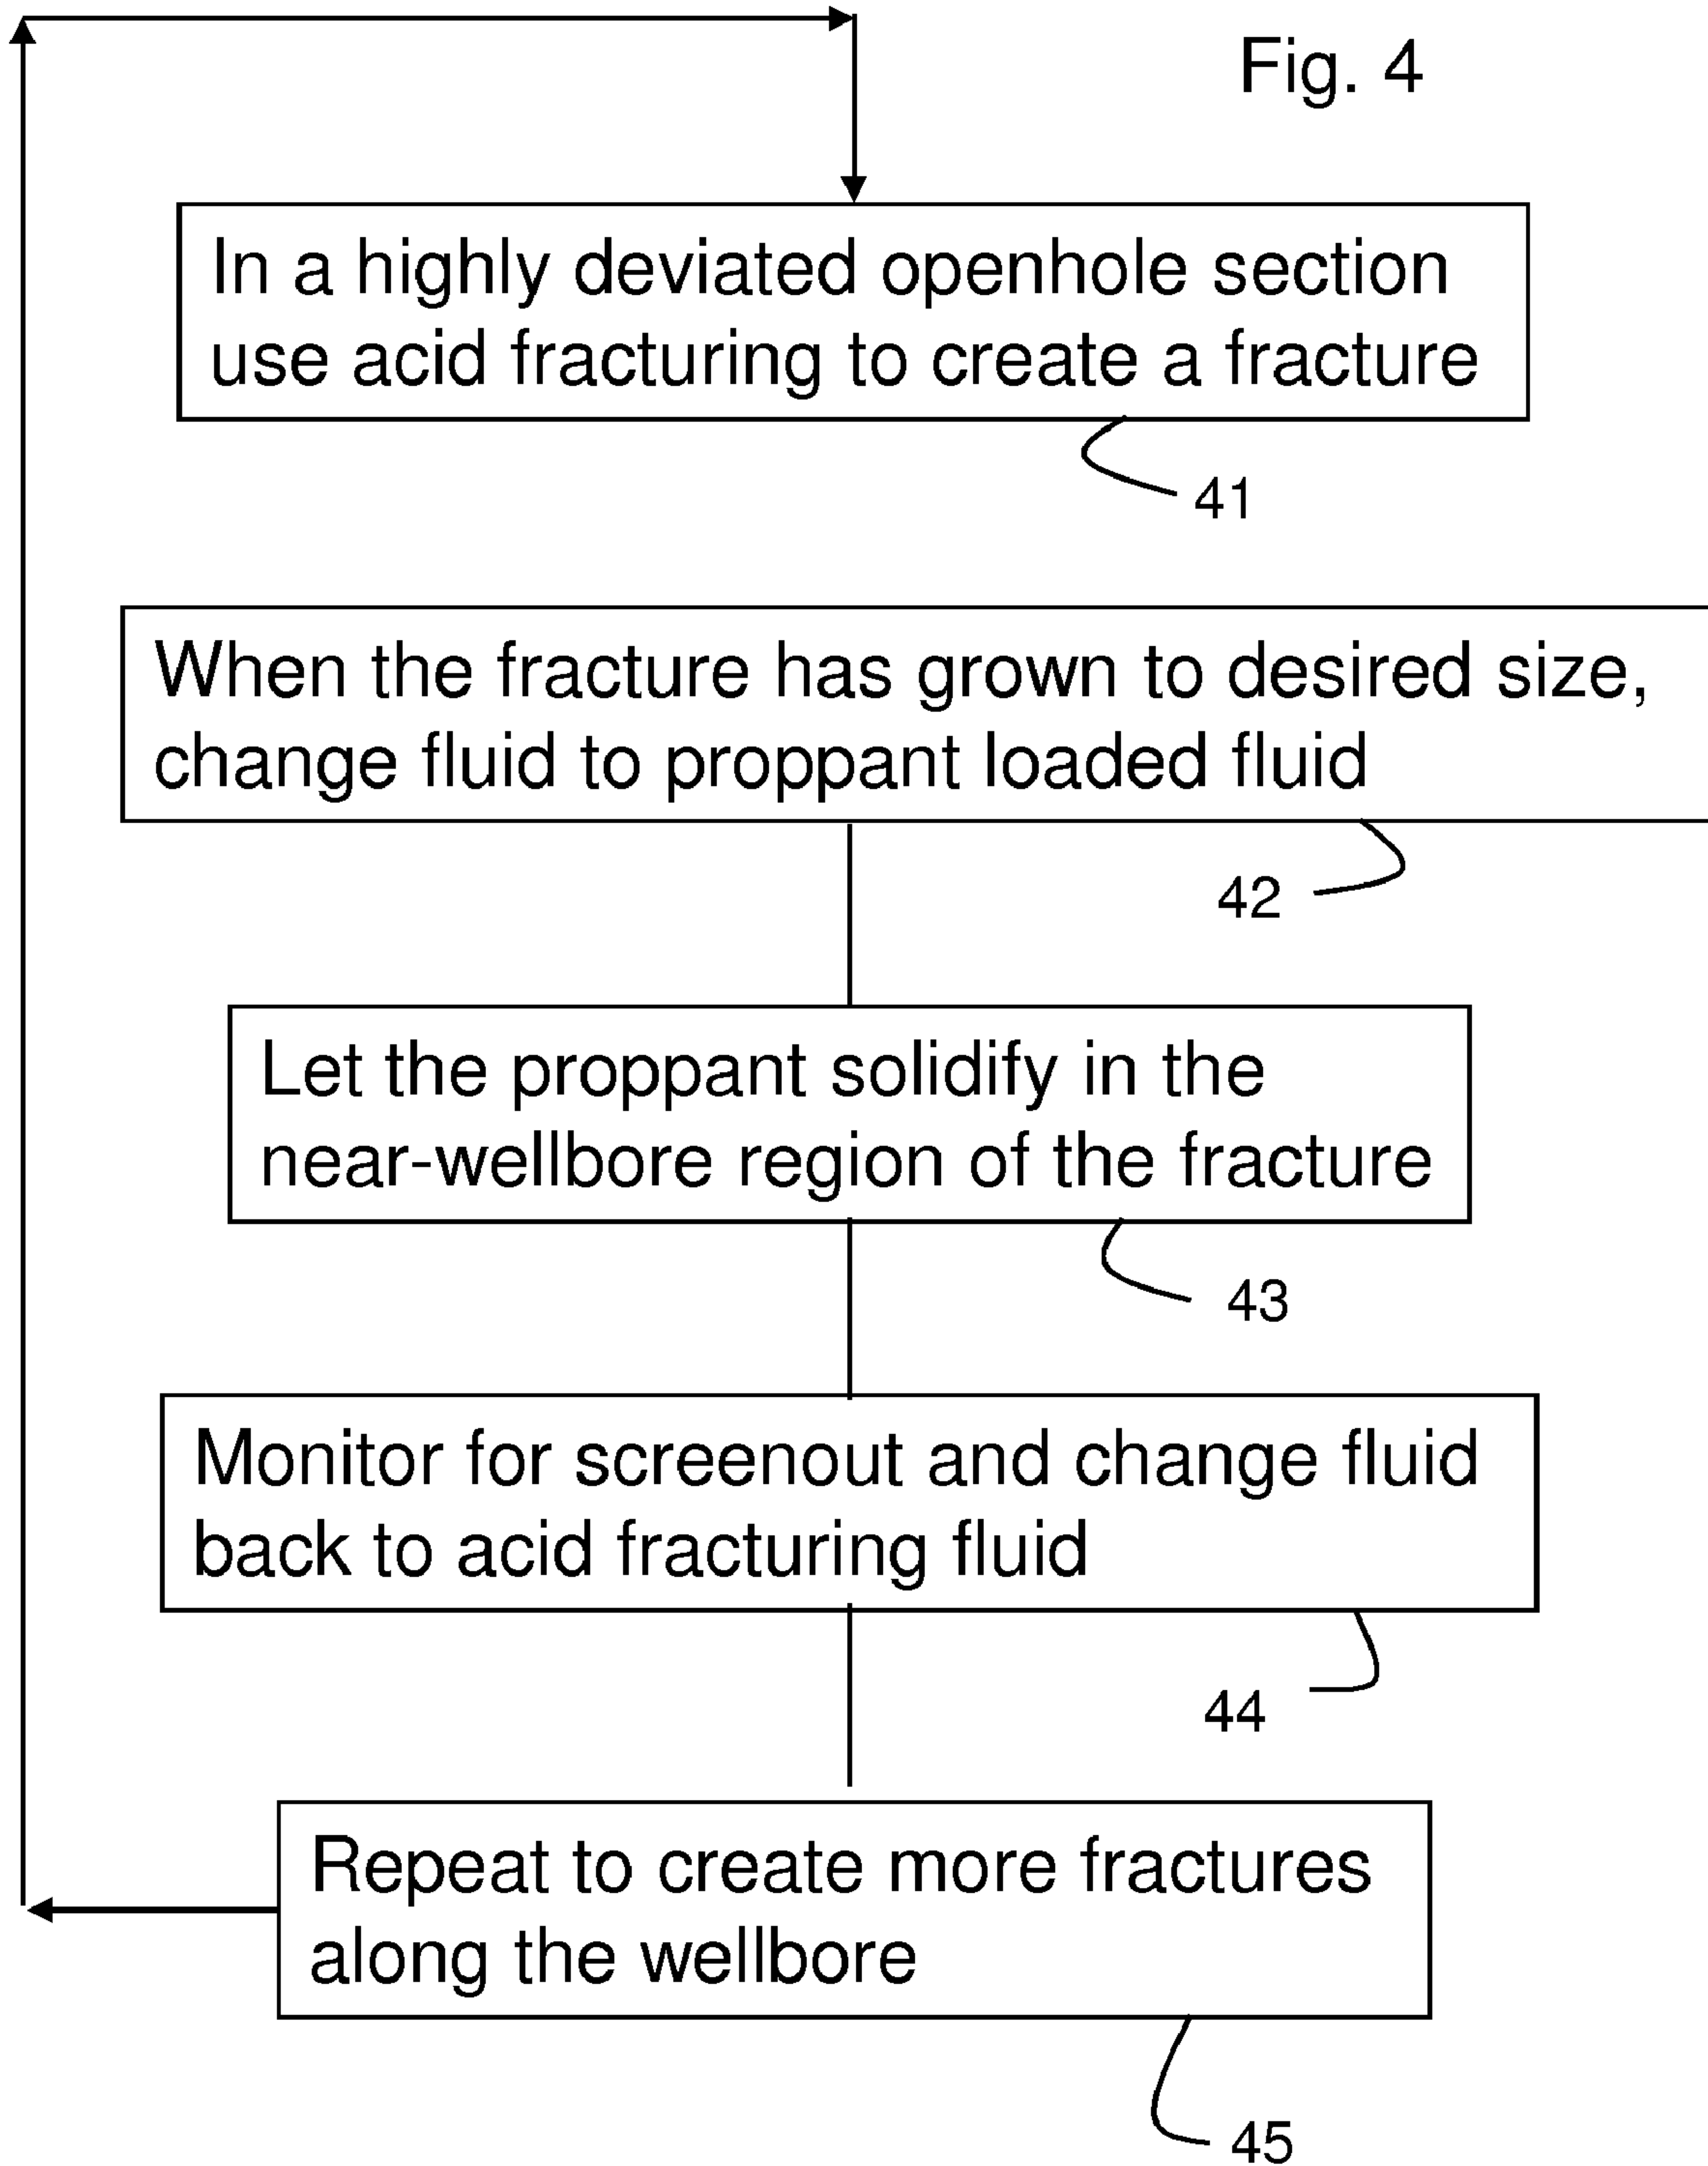 Fig. 4
In a highly deviated openhole section
use acid fracturing to create a fracture
41
When the fracture has grown to desired size,
change fluid to proppant loaded fluid
42
Let the proppant solidify in the
near-wellbore region of the fracture
43
Monitor for screenout and change fluid
back to acid fracturing fluid
44
Repeat to create more fractures
along the wellbore
45